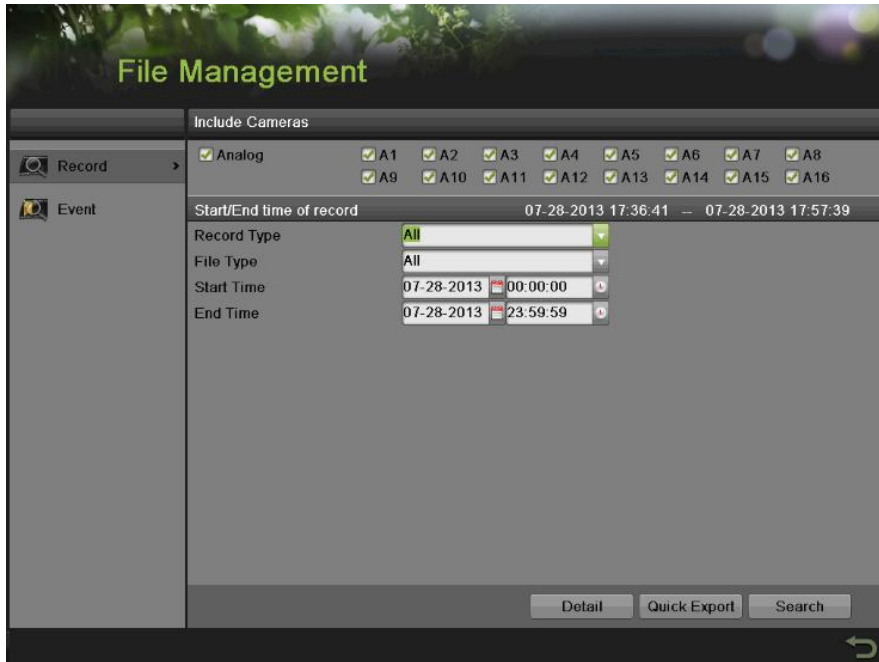 File Management
Include Cameras
Record
Event
Analog A1 A2 A3 A4 A5 A6 A7 A8
A9 A10 A11 A12 A13 A14 A15 A16
Start/End time of record 07-28-2013 17:36:41 -- 07-28-2013 17:57:39
Record Type All
File Type All
Start Time 07-28-2013 00:00:00
End Time 07-28-2013 23:59:59
Detail Quick Export Search